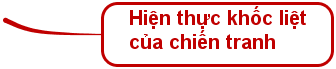 Hiện thực khốc liệt
của chiến tranh